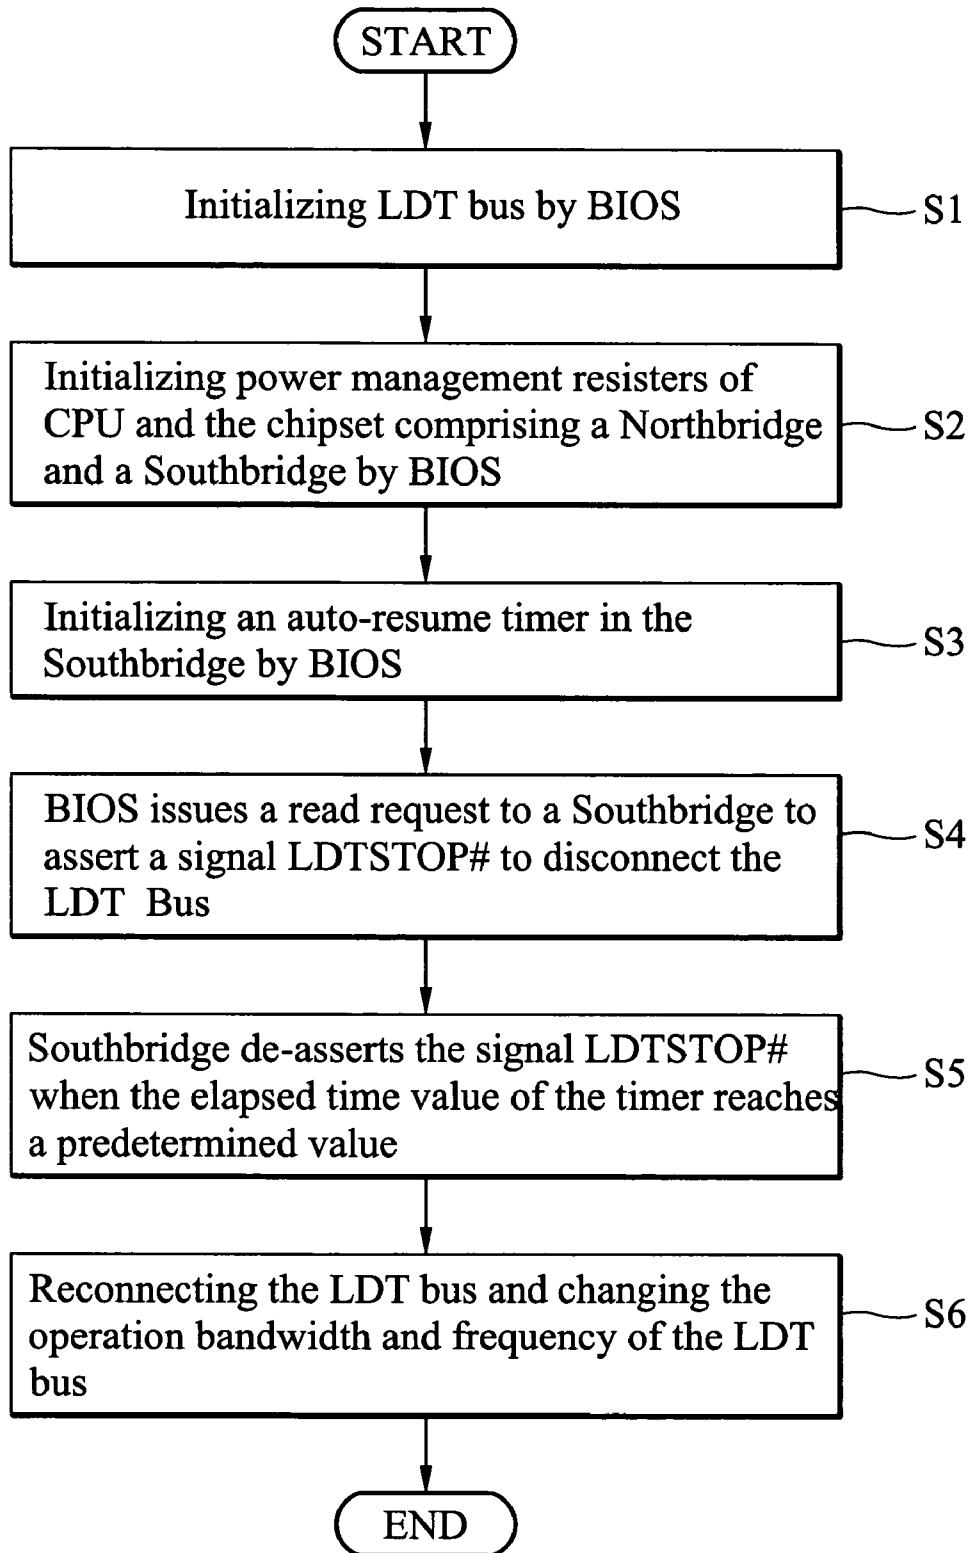 START
Initializing LDT bus by BIOS
S1
Initializing power management resisters of
CPU and the chipset comprising a Northbridge
and a Southbridge by BIOS
S2
Initializing an auto-resume timer in the
Southbridge by BIOS
S3
BIOS issues a read request to a Southbridge to
assert a signal LDTSTOP# to disconnect the
LDT Bus
S4
Southbridge de-asserts the signal LDTSTOP#
when the elapsed time value of the timer reaches
a predetermined value
S5
Reconnecting the LDT bus and changing the
operation bandwidth and frequency of the LDT
bus
S6
END